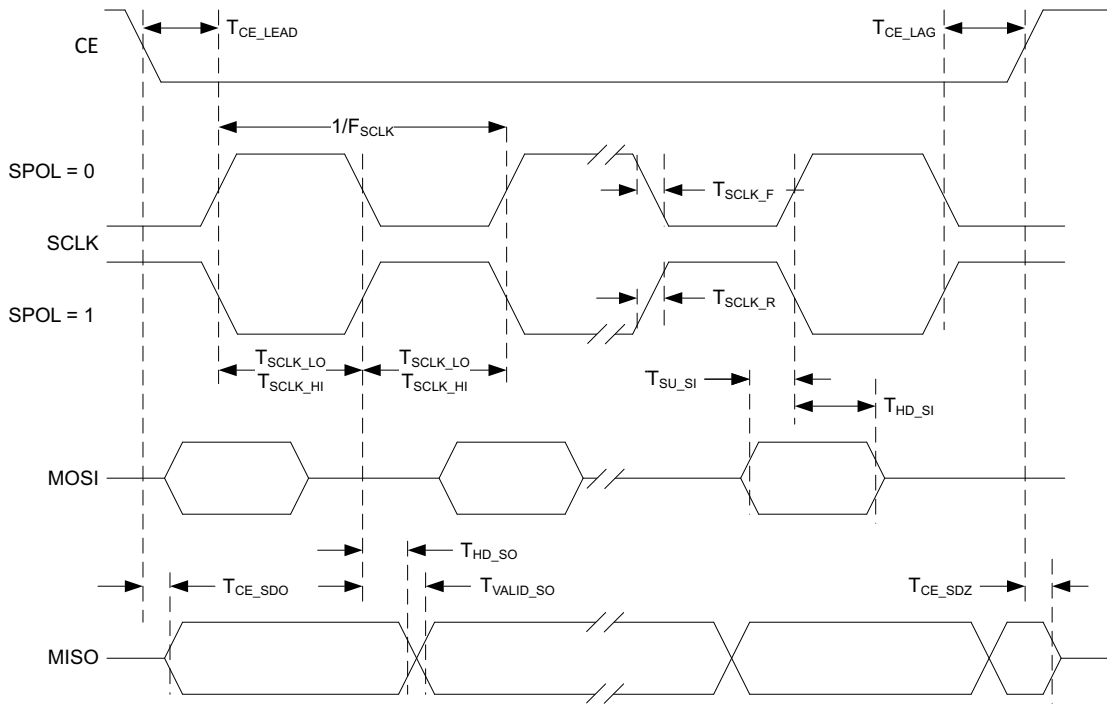 CE
T_CE_LEAD
T_CE_LAG
1/F_SCLK
SPOL = 0
T_SCLK_F
SCLK
SPOL = 1
T_SCLK_R
T_SCLK_LO
T_SCLK_HI
T_SCLK_LO
T_SCLK_HI
T_SU_SI
T_HD_SI
MOSI
T_HD_SO
T_CE_SDO
T_VALID_SO
T_CE_SDZ
MISO